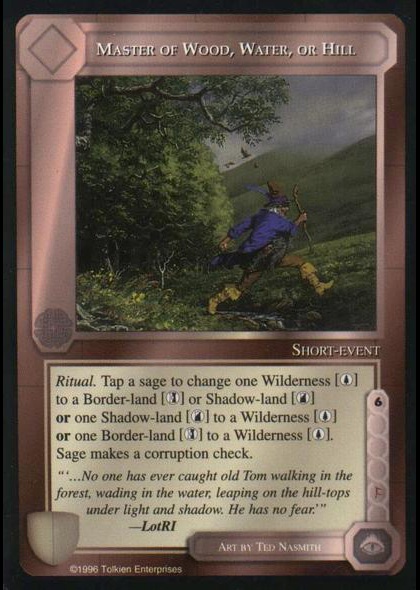 MASTER OF WOOD, WATER, OR HILL
SHORT-EVENT
Ritual. Tap a sage to change one Wilderness [ ]
to a Border-land [ ] or Shadow-land [ ]
or one Shadow-land [ ] to a Wilderness [ ]
or one Border-land [ ] to a Wilderness [ ].
Sage makes a corruption check.
"'...No one has ever caught old Tom walking in the
forest, wading in the water, leaping on the hill-tops
under light and shadow. He has no fear.'"
—LotRI
6
ART BY TED NASMITH
©1996 Tolkien Enterprises